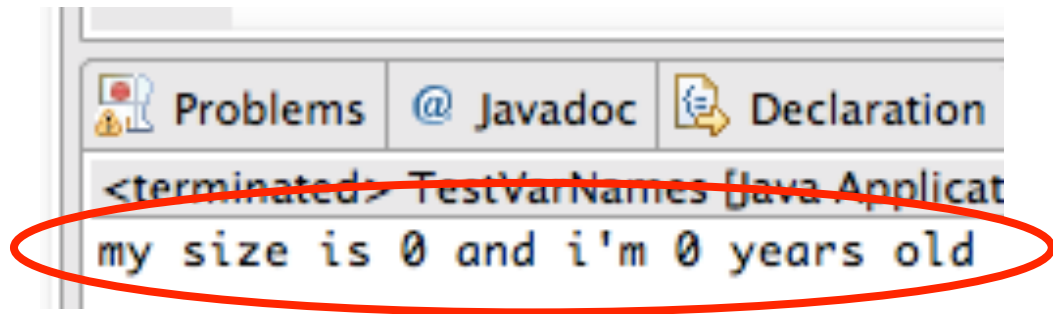 Problems @ Javadoc Declaration
<terminated> TestVarNames [Java Applicat
my size is 0 and i'm 0 years old